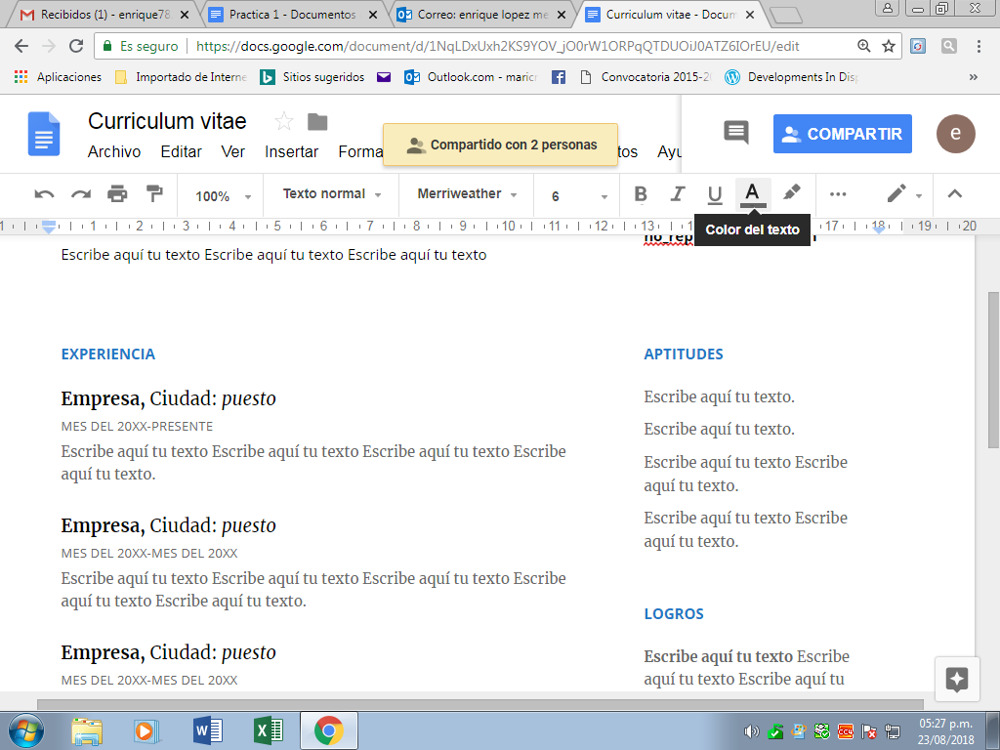 Recibidos (1) - enrique78
Practica 1 - Documentos
Correo: enrique lopez me
Curriculum vitae - Docum
Es seguro
https://docs.google.com/document/d/1NqLDxUxh2KS9YOV_jO0rW1ORPqQTDUOiJ0ATZ6IOrEU/edit
Aplicaciones
Importado de Interne
Sitios sugeridos
Outlook.com - maricr
Convocatoria 2015-2
Developments In Dis
»
Curriculum vitae
Archivo Editar Ver Insertar Forma
Compartido con 2 personas
tos Ayu
COMPARTIR
e
100% Texto normal Merriweather 6 B I U A
Color del texto
1 1 2 3 4 5 6 7 8 9 10 11 12 13 14 17 18 19 20
no_rep
Escribe aquí tu texto Escribe aquí tu texto Escribe aquí tu texto
EXPERIENCIA
Empresa, Ciudad: puesto
MES DEL 20XX-PRESENTE
Escribe aquí tu texto Escribe aquí tu texto Escribe aquí tu texto Escribe
aquí tu texto.
Empresa, Ciudad: puesto
MES DEL 20XX-MES DEL 20XX
Escribe aquí tu texto Escribe aquí tu texto Escribe aquí tu texto Escribe
aquí tu texto Escribe aquí tu texto.
Empresa, Ciudad: puesto
MES DEL 20XX-MES DEL 20XX
APTITUDES
Escribe aquí tu texto.
Escribe aquí tu texto.
Escribe aquí tu texto Escribe
aquí tu texto.
Escribe aquí tu texto Escribe
aquí tu texto.
LOGROS
Escribe aquí tu texto Escribe
aquí tu texto Escribe aquí tu
05:27 p.m.
23/08/2018